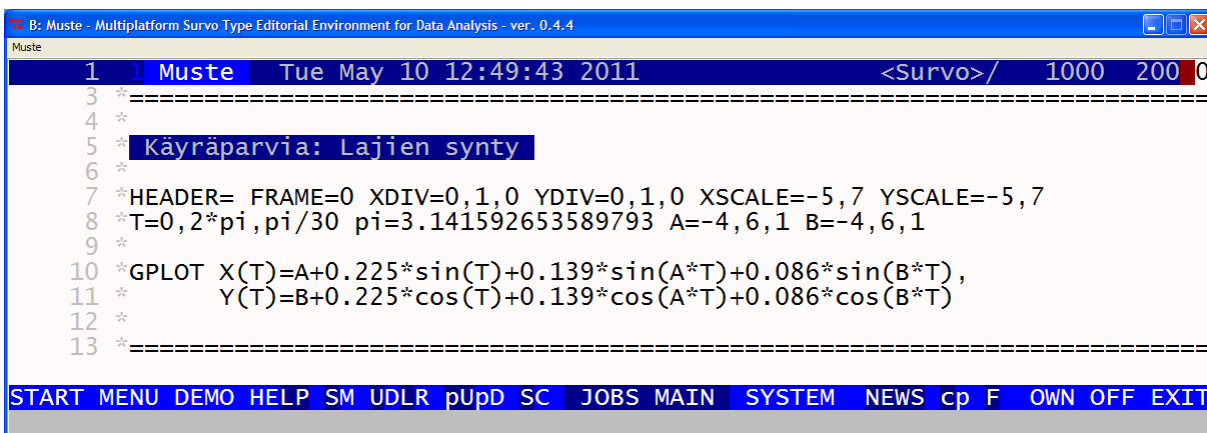 B: Muste - Multiplatform Survo Type Editorial Environment for Data Analysis - ver. 0.4.4
Muste
1 1 Muste Tue May 10 12:49:43 2011 <Survo>/ 1000 200 0
3 *=======================================================================
4 *
5 * Käyräparvia: Lajien synty
6 *
7 *HEADER= FRAME=0 XDIV=0,1,0 YDIV=0,1,0 XSCALE=-5,7 YSCALE=-5,7
8 *T=0,2*pi,pi/30 pi=3.141592653589793 A=-4,6,1 B=-4,6,1
9 *
10 *GPLOT X(T)=A+0.225*sin(T)+0.139*sin(A*T)+0.086*sin(B*T),
11 * Y(T)=B+0.225*cos(T)+0.139*cos(A*T)+0.086*cos(B*T)
12 *
13 *=======================================================================
START MENU DEMO HELP SM UDLR pUpD SC JOBS MAIN SYSTEM NEWS cp F OWN OFF EXIT